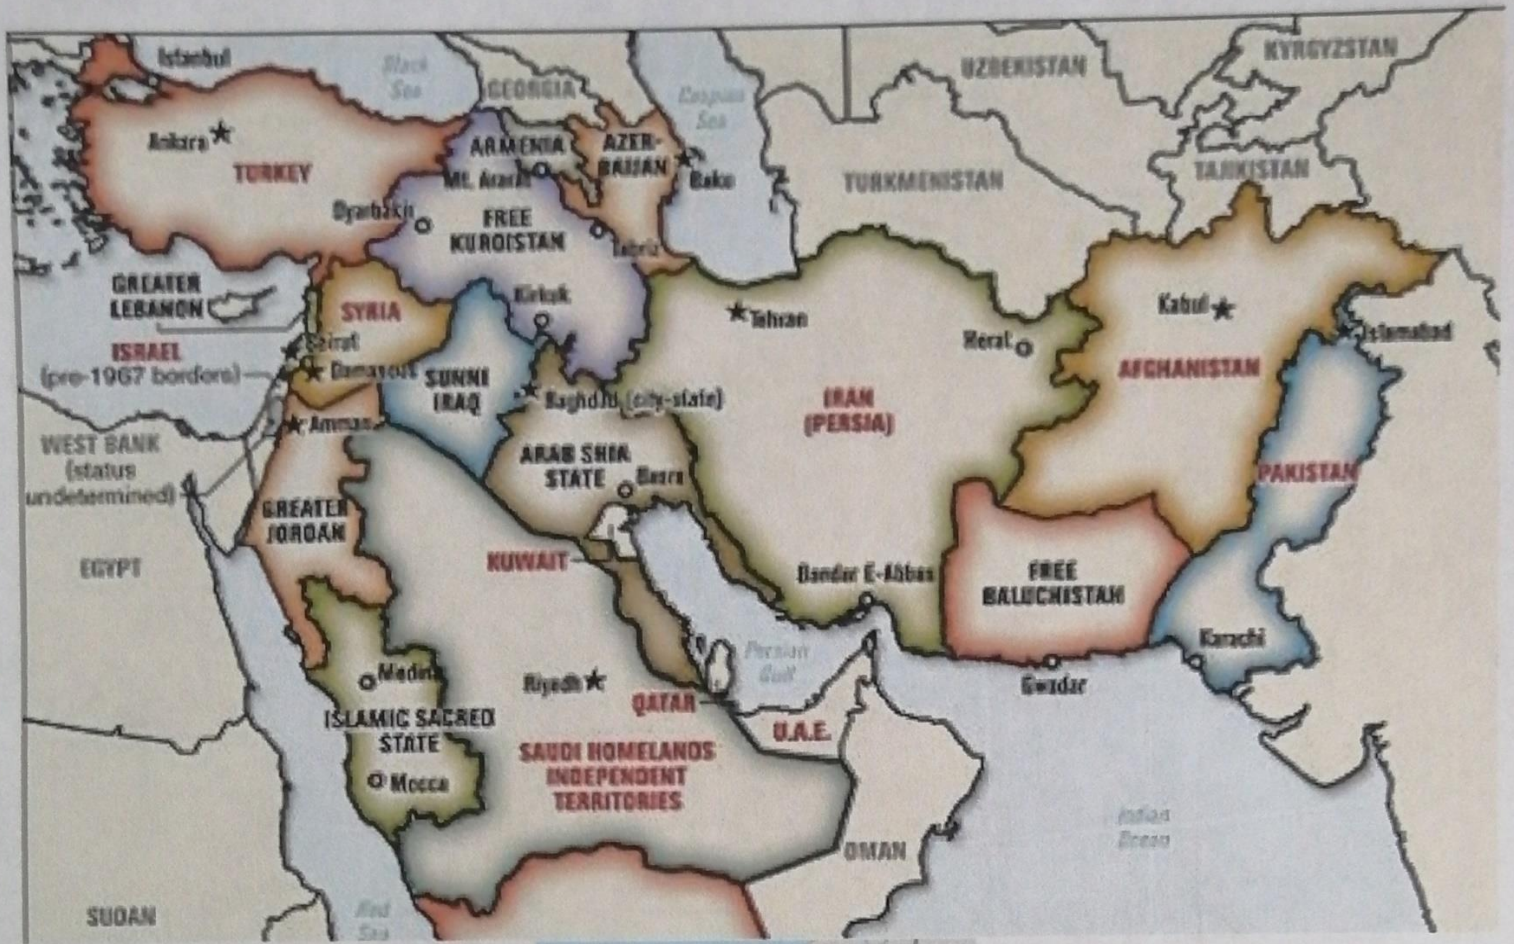 Istanbul
Black
Sea
GEORGIA
Caspian
Sea
UZBEKISTAN
KYRGYZSTAN
Ankara
TURKEY
ARMENIA
AZER-
BAIJAN
Mt. Ararat
Baku
TURKMENISTAN
TAJIKISTAN
Dyarbakir
FREE
KURDISTAN
Tabriz
GREATER
LEBANON
SYRIA
Kirkuk
Tehran
Herat
Kabul
Islamabad
ISRAEL
(pre-1967 borders)
Beirut
Damascus
SUNNI
IRAQ
Baghdad (city-state)
IRAN
(PERSIA)
AFGHANISTAN
Amman
WEST BANK
(status
undetermined)
ARAB SHIA
STATE
Basra
PAKISTAN
GREATER
JORDAN
EGYPT
KUWAIT
Bandar E-Abbas
FREE
BALUCHISTAN
Karachi
Medina
Riyadh
Persian
Gulf
QATAR
Gwadar
ISLAMIC SACRED
STATE
U.A.E.
SAUDI HOMELANDS
INDEPENDENT
TERRITORIES
Mecca
Indian
Ocean
OMAN
SUDAN
Red
Sea